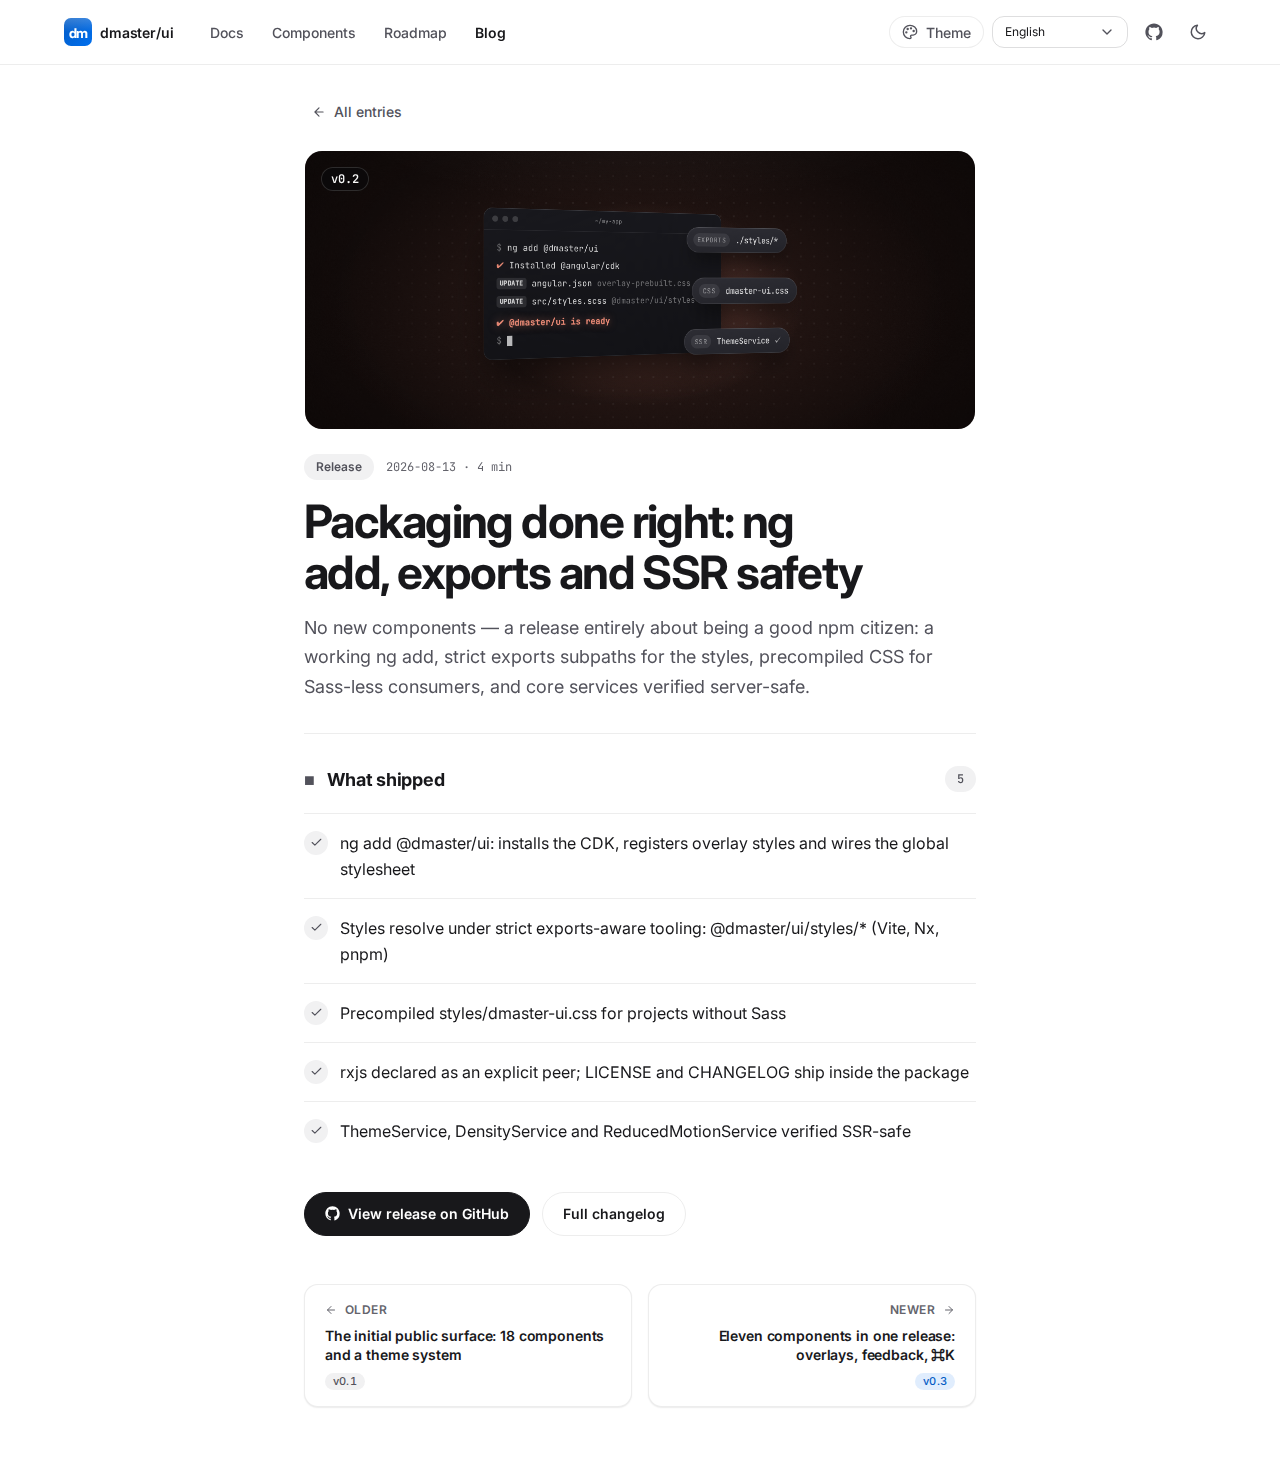 dm dmaster/ui Docs Components Roadmap Blog Theme English
All entries
v0.2
~/my-app
$ ng add @dmaster/ui
✔ Installed @angular/cdk
UPDATE angular.json overlay-prebuilt.css
UPDATE src/styles.scss @dmaster/ui/styles
✔ @dmaster/ui is ready
$
EXPORTS ./styles/*
CSS dmaster-ui.css
SSR ThemeService ✓
Release 2026-08-13 · 4 min
Packaging done right: ng
add, exports and SSR safety
No new components — a release entirely about being a good npm citizen: a
working ng add, strict exports subpaths for the styles, precompiled CSS for
Sass-less consumers, and core services verified server-safe.
What shipped 5
ng add @dmaster/ui: installs the CDK, registers overlay styles and wires the global
stylesheet
Styles resolve under strict exports-aware tooling: @dmaster/ui/styles/* (Vite, Nx,
pnpm)
Precompiled styles/dmaster-ui.css for projects without Sass
rxjs declared as an explicit peer; LICENSE and CHANGELOG ship inside the package
ThemeService, DensityService and ReducedMotionService verified SSR-safe
View release on GitHub Full changelog
OLDER
The initial public surface: 18 components
and a theme system
v0.1
NEWER
Eleven components in one release:
overlays, feedback, ⌘K
v0.3